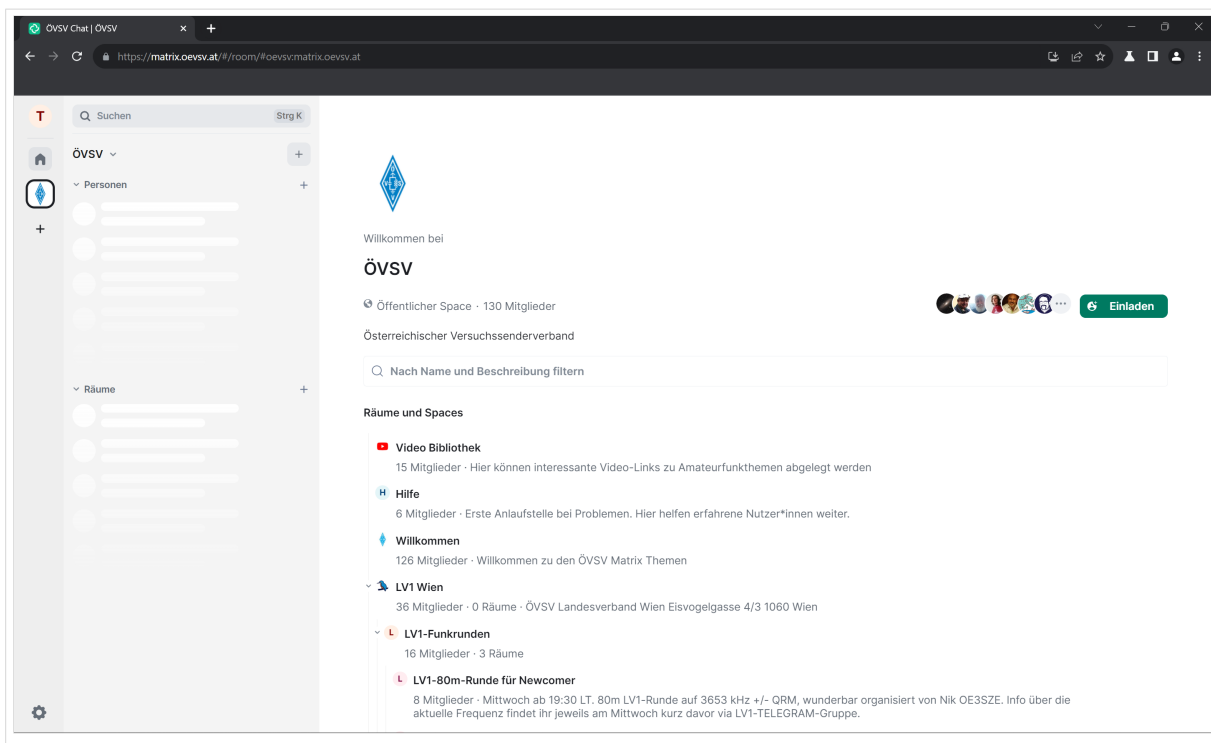 ÖVSV Chat | ÖVSV
https://matrix.oevsv.at/#/room/#oevsv:matrix.oevsv.at
T
Suchen
Strg K
ÖVSV
Personen
Räume
Willkommen bei
ÖVSV
Öffentlicher Space · 130 Mitglieder
Einladen
Österreichischer Versuchssenderverband
Nach Name und Beschreibung filtern
Räume und Spaces
Video Bibliothek
15 Mitglieder · Hier können interessante Video-Links zu Amateurfunkthemen abgelegt werden
H Hilfe
6 Mitglieder · Erste Anlaufstelle bei Problemen. Hier helfen erfahrene Nutzer*innen weiter.
Willkommen
126 Mitglieder · Willkommen zu den ÖVSV Matrix Themen
LV1 Wien
36 Mitglieder · 0 Räume · ÖVSV Landesverband Wien Eisvogelgasse 4/3 1060 Wien
L LV1-Funkrunden
16 Mitglieder · 3 Räume
L LV1-80m-Runde für Newcomer
8 Mitglieder · Mittwoch ab 19:30 LT. 80m LV1-Runde auf 3653 kHz +/- QRM, wunderbar organisiert von Nik OE3SZE. Info über die
aktuelle Frequenz findet ihr jeweils am Mittwoch kurz davor via LV1-TELEGRAM-Gruppe.